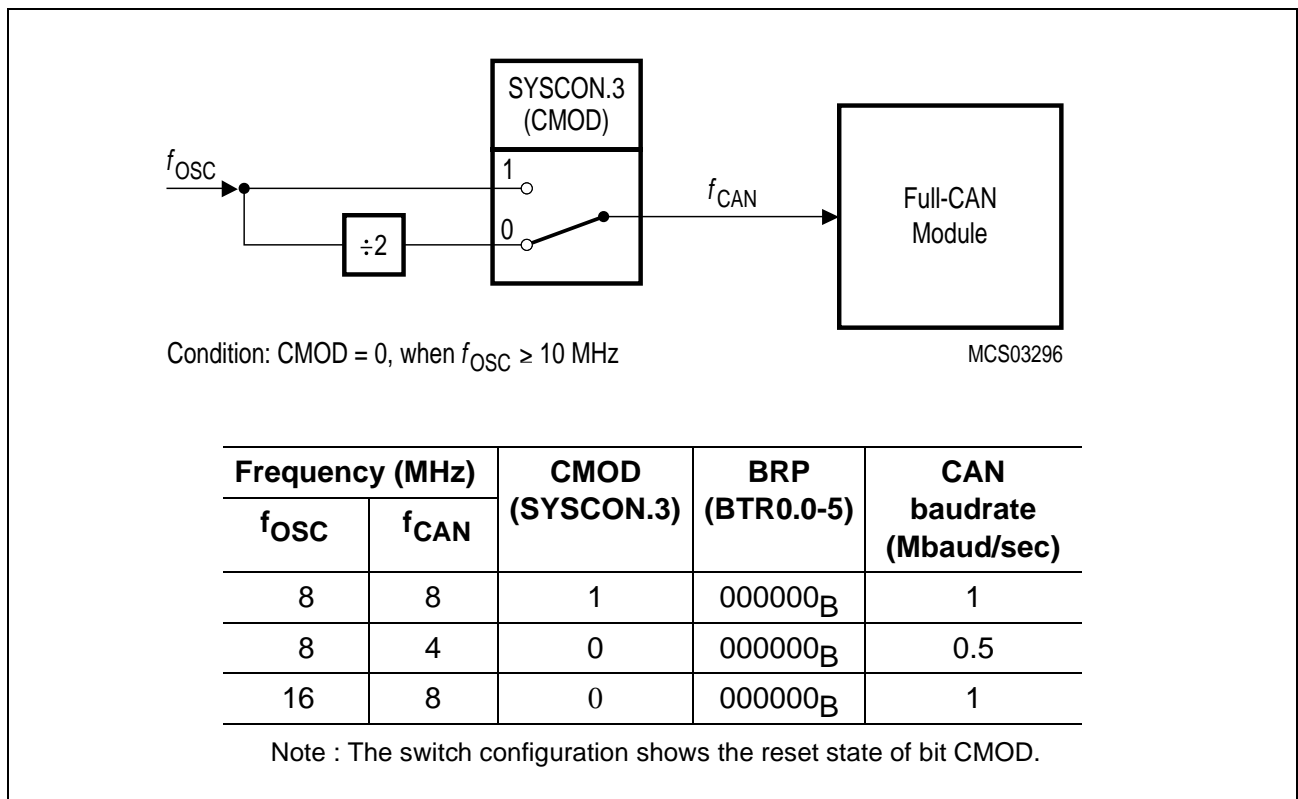 SYSCON.3
(CMOD)
fOSC
1
fCAN
Full-CAN
Module
0
÷2
Condition: CMOD = 0, when fOSC ≥ 10 MHz
MCS03296
Frequency (MHz) CMOD (SYSCON.3) BRP (BTR0.0-5) CAN baudrate (Mbaud/sec)
fOSC fCAN
8 8 1 000000B 1
8 4 0 000000B 0.5
16 8 0 000000B 1
Note : The switch configuration shows the reset state of bit CMOD.